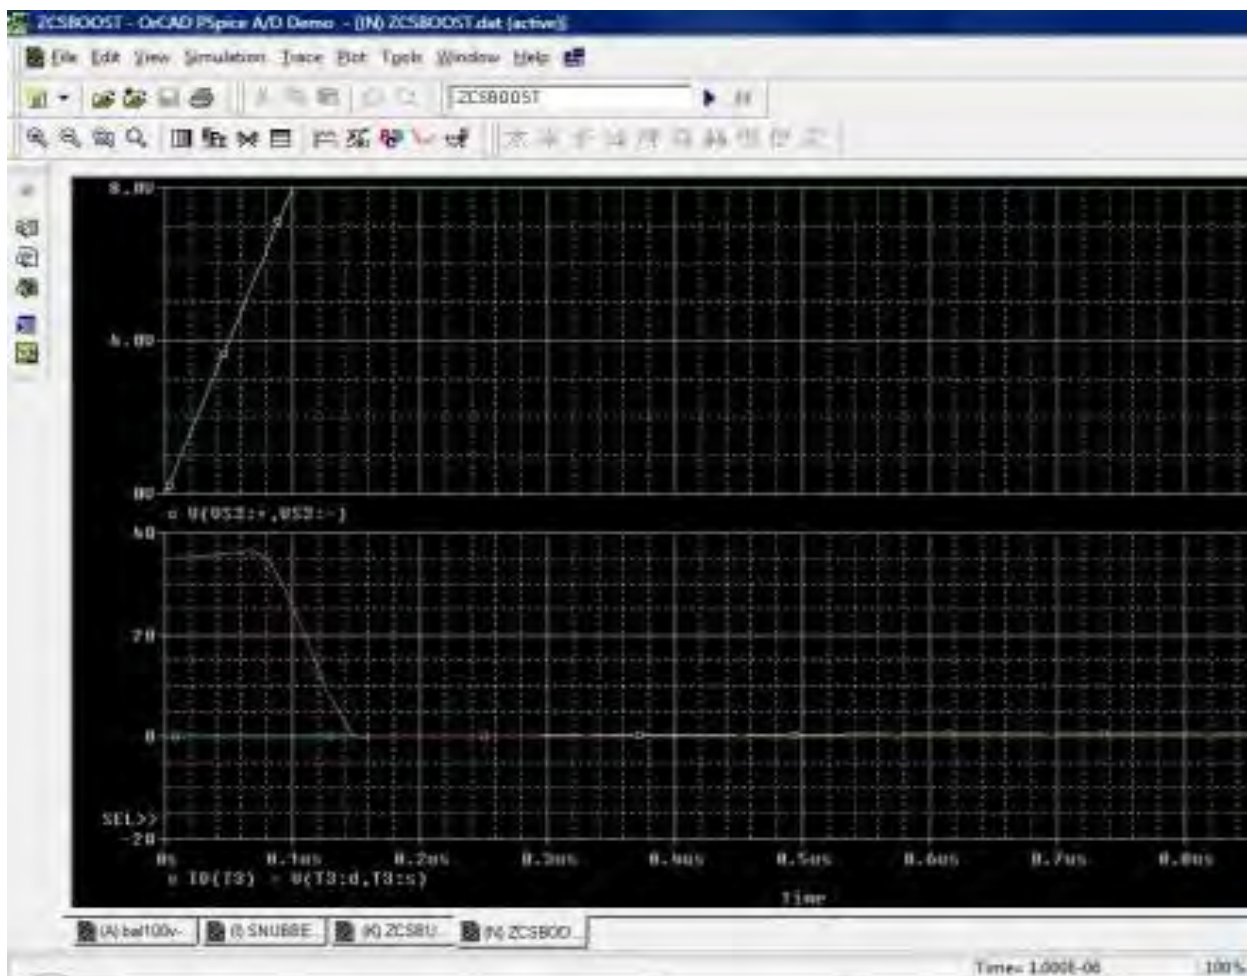 ZCSBOOST - OrCAD PSpice A/D Demo - [(N) ZCSBOOST.dat (active)]
File Edit View Simulation Trace Plot Tools Window Help
ZCSBOOST
8.0V
4.0V
0V
V(VS3:+,VS3:-)
40
20
0
SEL>>
-20
0s 0.1us 0.2us 0.3us 0.4us 0.5us 0.6us 0.7us 0.8us
ID(T3) - V(T3:d,T3:s)
Time
(A) bat100v- (I) SNUBBE (K) ZCSBU (N) ZCSBOO
Time= 1.000E-06 100%